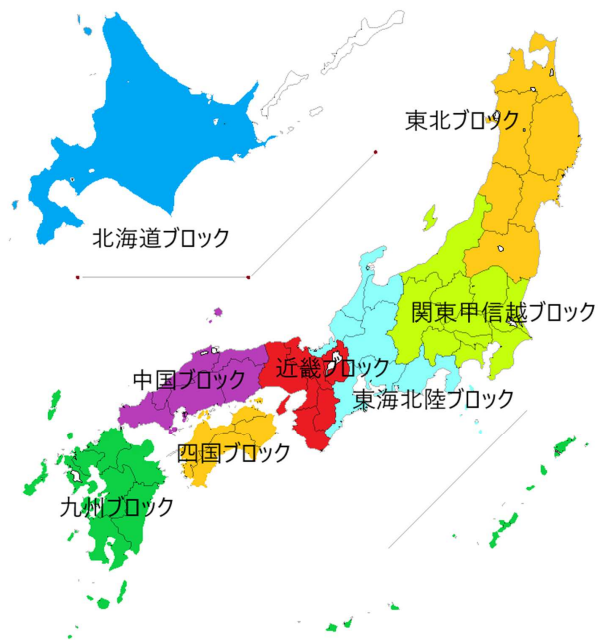 東北ブロック
北海道ブロック
関東甲信越ブロック
近畿ブロック
中国ブロック
東海北陸ブロック
四国ブロック
九州ブロック